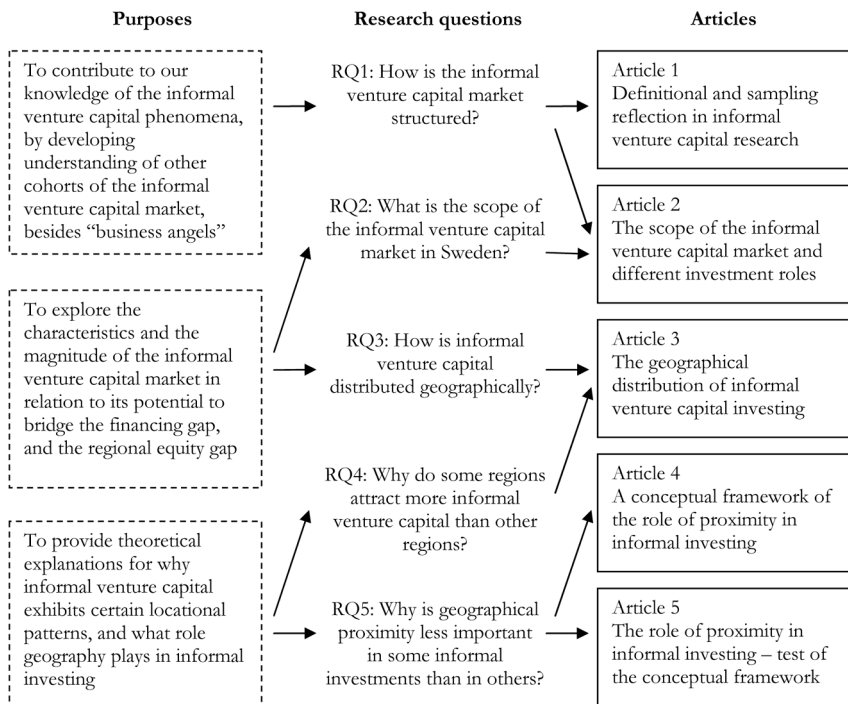 Purposes
Research questions
Articles
To contribute to our
knowledge of the informal
venture capital phenomena,
by developing
understanding of other
cohorts of the informal
venture capital market,
besides “business angels”
To explore the
characteristics and the
magnitude of the informal
venture capital market in
relation to its potential to
bridge the financing gap,
and the regional equity gap
To provide theoretical
explanations for why
informal venture capital
exhibits certain locational
patterns, and what role
geography plays in informal
investing
RQ1: How is the
informal
venture capital market
structured?
RQ2: What is the scope of
the informal venture capital
market in Sweden?
RQ3: How is informal
venture capital
distributed geographically?
RQ4: Why do some regions
attract more informal
venture capital than other
regions?
RQ5: Why is geographical
proximity less important
in some informal
investments than in others?
Article 1
Definitional and sampling
reflection in informal
venture capital research
Article 2
The scope of the informal
venture capital market and
different investment roles
Article 3
The geographical
distribution of informal
venture capital investing
Article 4
A conceptual framework of
the role of proximity in
informal investing
Article 5
The role of proximity in
informal investing – test of
the conceptual framework